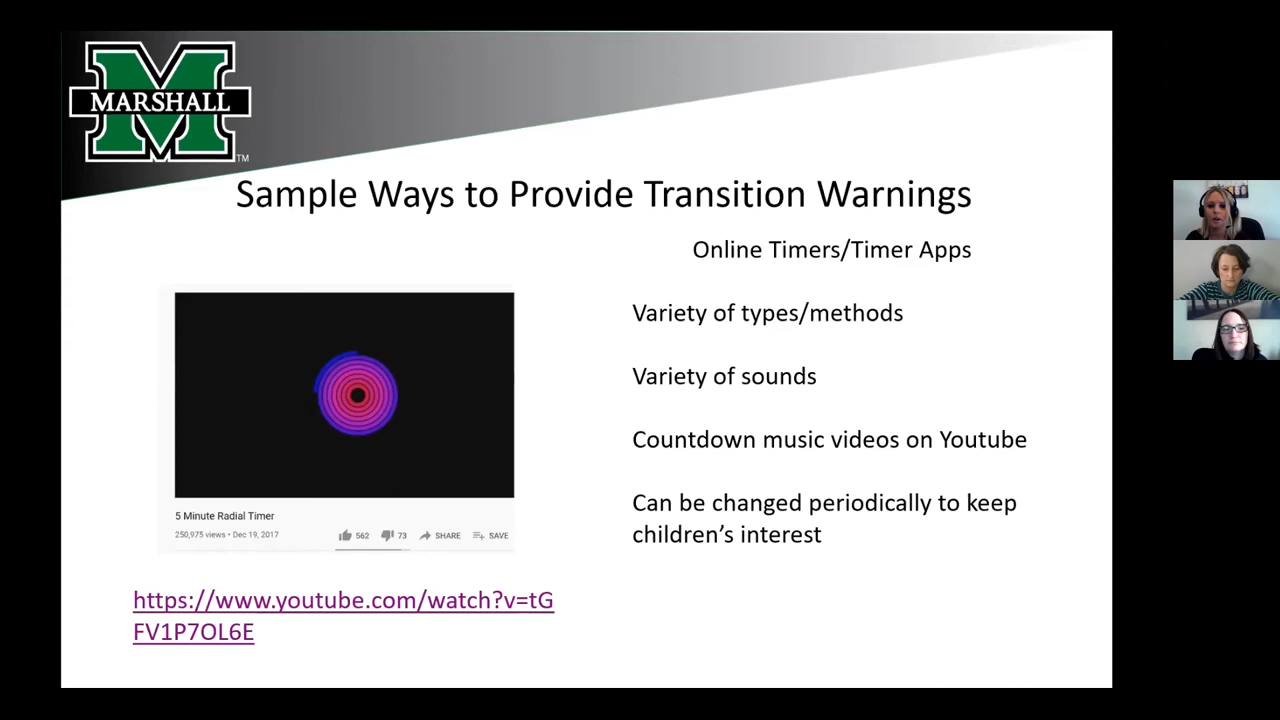 MARSHALL
TM
Sample Ways to Provide Transition Warnings
Online Timers/Timer Apps
Variety of types/methods
Variety of sounds
Countdown music videos on Youtube
Can be changed periodically to keep
children’s interest
5 Minute Radial Timer
250,975 views • Dec 19, 2017
562
73
SHARE
SAVE
https://www.youtube.com/watch?v=tG
FV1P7OL6E